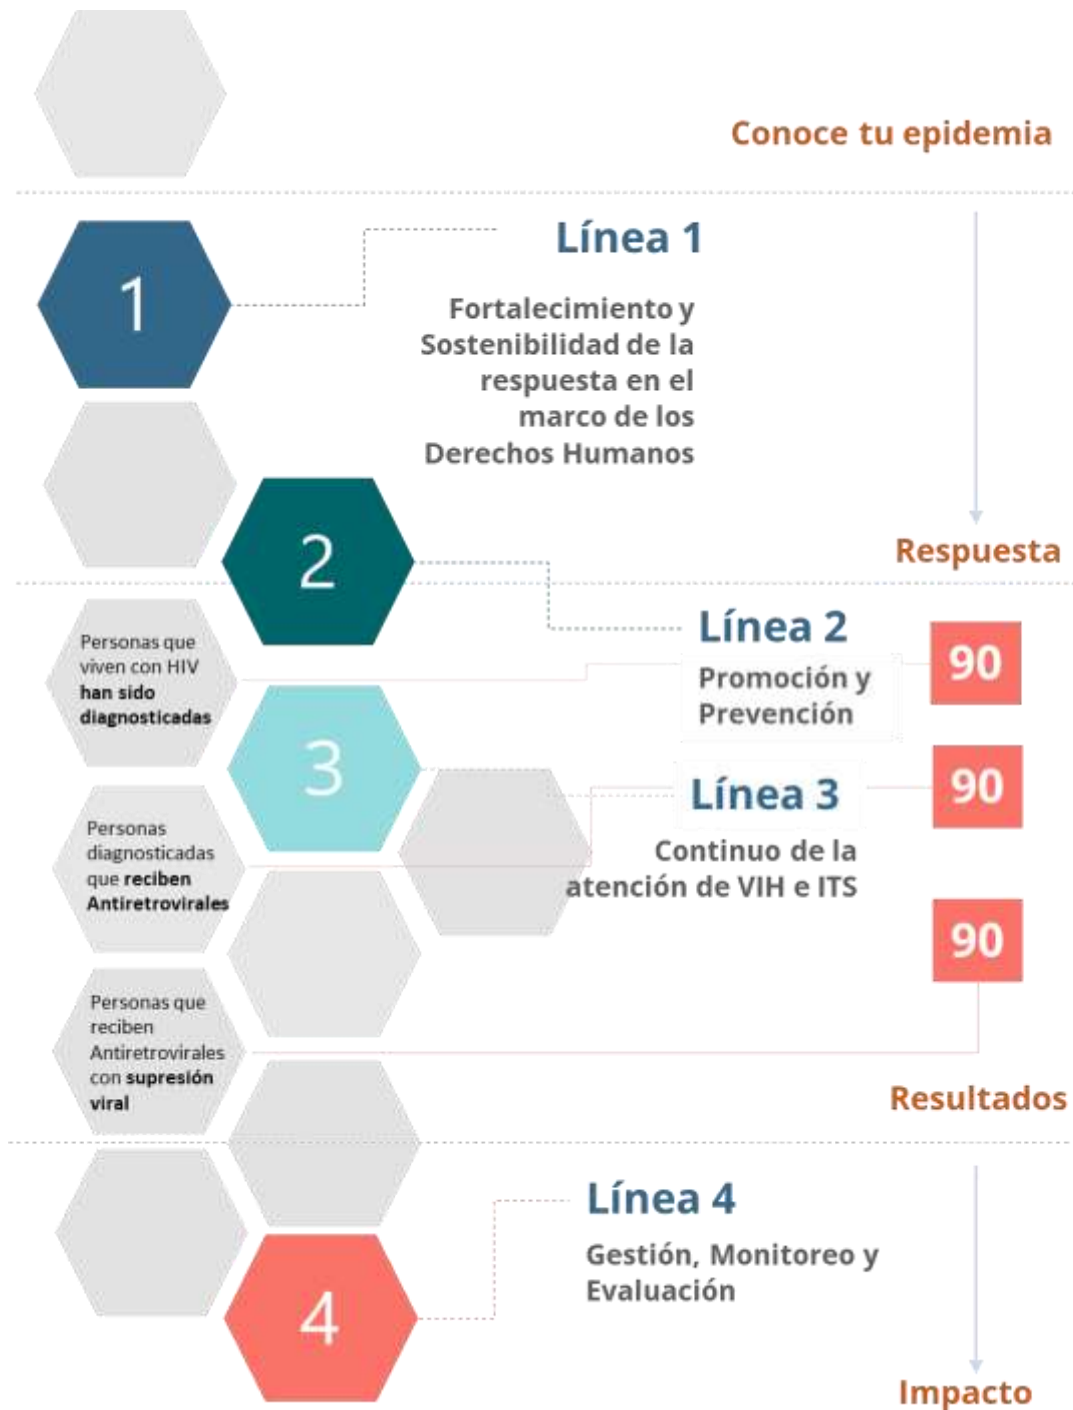 Conoce tu epidemia
1
Línea 1
Fortalecimiento y
Sostenibilidad de la
respuesta en el
marco de los
Derechos Humanos
2
Respuesta
Línea 2
Promoción y
Prevención
90
Personas que
viven con HIV
han sido
diagnosticadas
3
Línea 3
Continuo de la
atención de VIH e ITS
90
Personas
diagnosticadas
que reciben
Antiretrovirales
90
Personas que
reciben
Antiretrovirales
con supresión
viral
Resultados
Línea 4
Gestión, Monitoreo y
Evaluación
4
Impacto